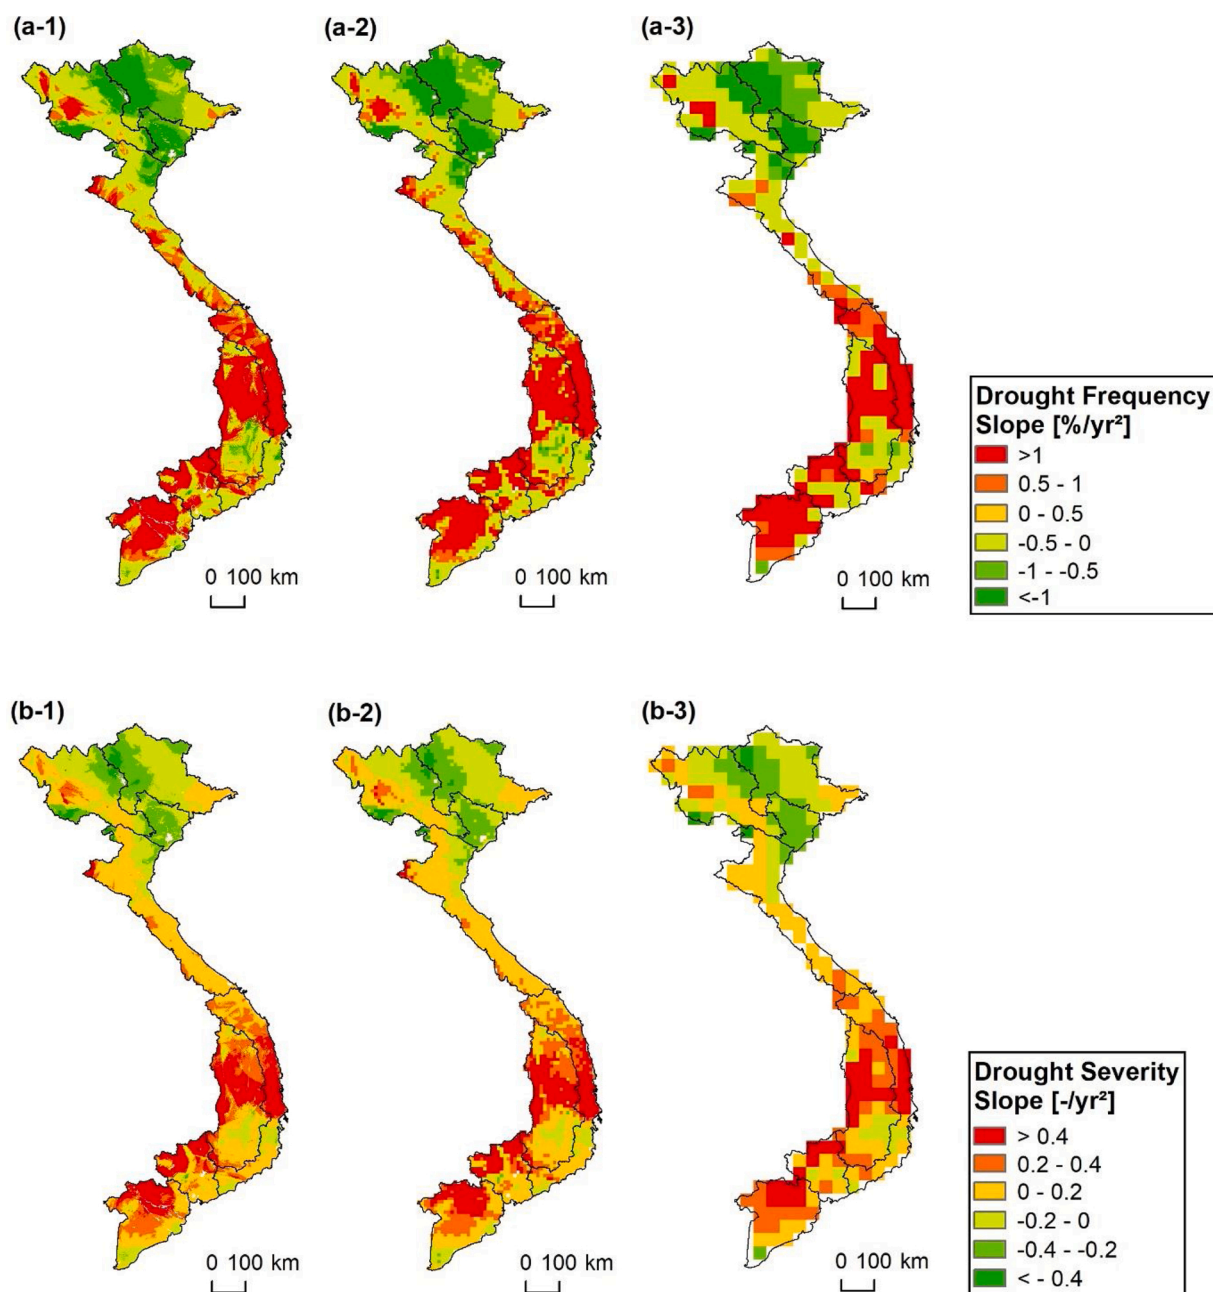 (a-1)
(a-2)
(a-3)
0 100 km
0 100 km
0 100 km
Drought Frequency
Slope [%/yr²]
>1
0.5 - 1
0 - 0.5
-0.5 - 0
-1 - -0.5
<-1
(b-1)
(b-2)
(b-3)
0 100 km
0 100 km
0 100 km
Drought Severity
Slope [-/yr²]
> 0.4
0.2 - 0.4
0 - 0.2
-0.2 - 0
-0.4 - -0.2
< - 0.4